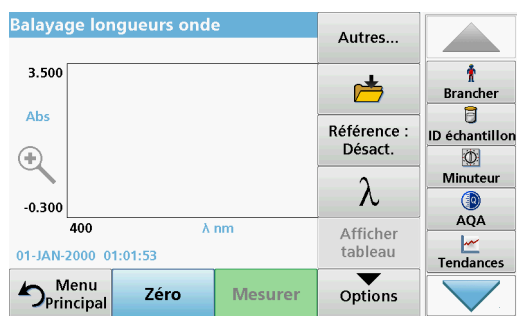 Balayage longueurs onde
Autres...
3.500
Abs
-0.300
400
λ nm
01-JAN-2000 01:01:53
Référence :
Désact.
λ
Afficher
tableau
Menu
Principal
Zéro
Mesurer
Options
Brancher
ID échantillon
Minuteur
AQA
Tendances